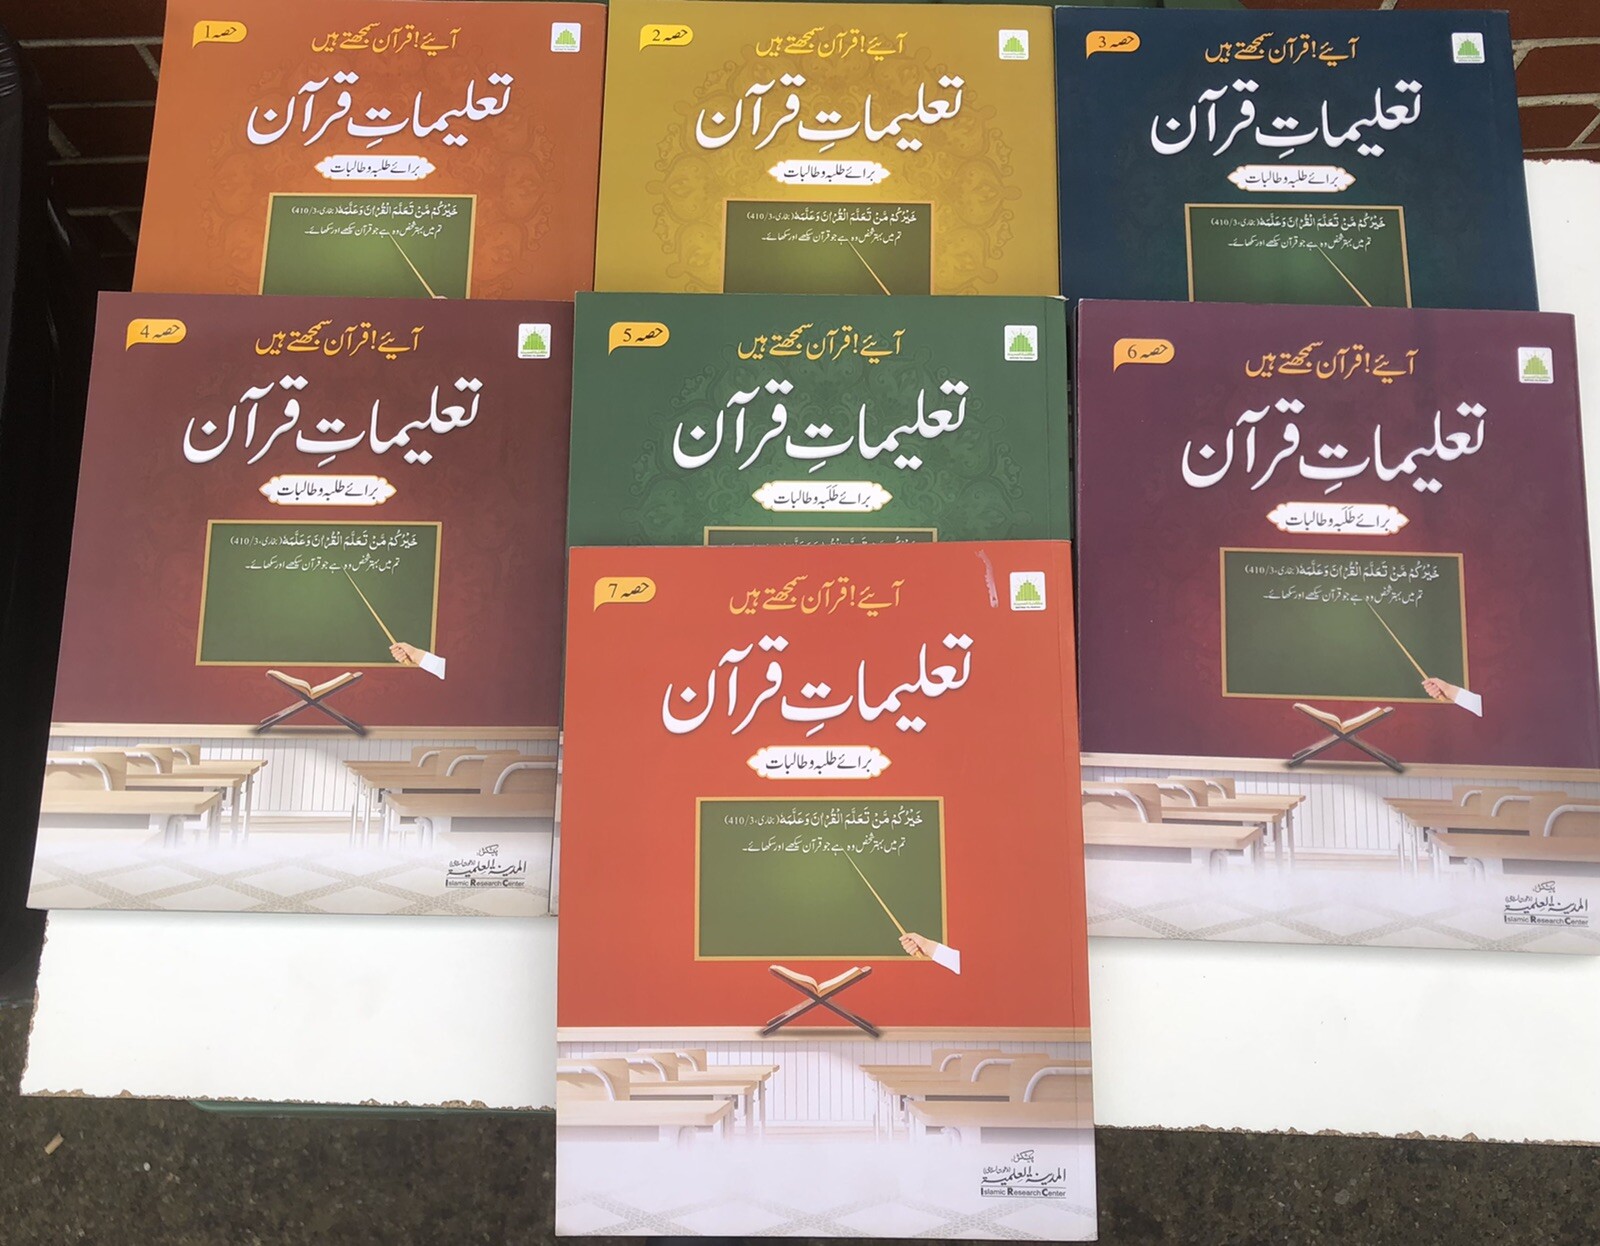 حصہ 1
آیئے! قرآن سمجھتے ہیں
تعلیماتِ قرآن
برائے طلبہ و طالبات
خَیْرُکُمْ مَّنْ تَعَلَّمَ الْقُرْاٰنَ وَعَلَّمَہٗ (بخاری، 410/3)
تم میں بہتر شخص وہ ہے جو قرآن سیکھے اور سکھائے۔
حصہ 2
آیئے! قرآن سمجھتے ہیں
تعلیماتِ قرآن
برائے طلبہ و طالبات
خَیْرُکُمْ مَّنْ تَعَلَّمَ الْقُرْاٰنَ وَعَلَّمَہٗ (بخاری، 410/3)
تم میں بہتر شخص وہ ہے جو قرآن سیکھے اور سکھائے۔
حصہ 3
آیئے! قرآن سمجھتے ہیں
تعلیماتِ قرآن
برائے طلبہ و طالبات
خَیْرُکُمْ مَّنْ تَعَلَّمَ الْقُرْاٰنَ وَعَلَّمَہٗ (بخاری، 410/3)
تم میں بہتر شخص وہ ہے جو قرآن سیکھے اور سکھائے۔
حصہ 4
آیئے! قرآن سمجھتے ہیں
تعلیماتِ قرآن
برائے طلبہ و طالبات
خَیْرُکُمْ مَّنْ تَعَلَّمَ الْقُرْاٰنَ وَعَلَّمَہٗ (بخاری، 410/3)
تم میں بہتر شخص وہ ہے جو قرآن سیکھے اور سکھائے۔
پیشکش
المدینۃ العلمیۃ
Islamic Research Center
حصہ 5
آیئے! قرآن سمجھتے ہیں
تعلیماتِ قرآن
برائے طَلَبہ و طالبات
حصہ 6
آیئے! قرآن سمجھتے ہیں
تعلیماتِ قرآن
برائے طَلَبہ و طالبات
خَیْرُکُمْ مَّنْ تَعَلَّمَ الْقُرْاٰنَ وَعَلَّمَہٗ (بخاری، 410/3)
تم میں بہتر شخص وہ ہے جو قرآن سیکھے اور سکھائے۔
پیشکش
المدینۃ العلمیۃ
Islamic Research Center
حصہ 7
آیئے! قرآن سمجھتے ہیں
تعلیماتِ قرآن
برائے طلبہ و طالبات
خَیْرُکُمْ مَّنْ تَعَلَّمَ الْقُرْاٰنَ وَعَلَّمَہٗ (بخاری، 410/3)
تم میں بہتر شخص وہ ہے جو قرآن سیکھے اور سکھائے۔
پیشکش
المدینۃ العلمیۃ
Islamic Research Center